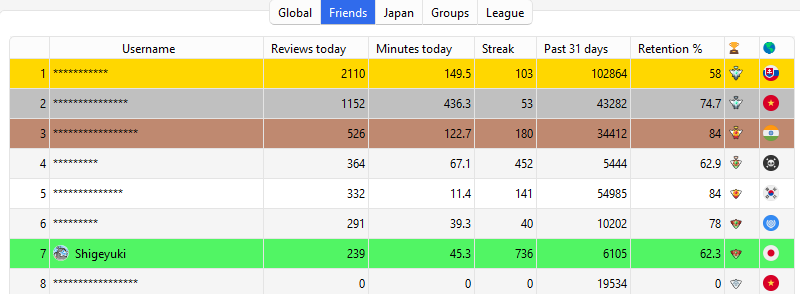 Global Friends Japan Groups League
Username Reviews today Minutes today Streak Past 31 days Retention %
1 *********** 2110 149.5 103 102864 58
2 *************** 1152 436.3 53 43282 74.7
3 ***************** 526 122.7 180 34412 84
4 ********* 364 67.1 452 5444 62.9
5 ************** 332 11.4 141 54985 84
6 ********* 291 39.3 40 10202 78
7 Shigeyuki 239 45.3 736 6105 62.3
8 ***************** 0 0 0 19534 0